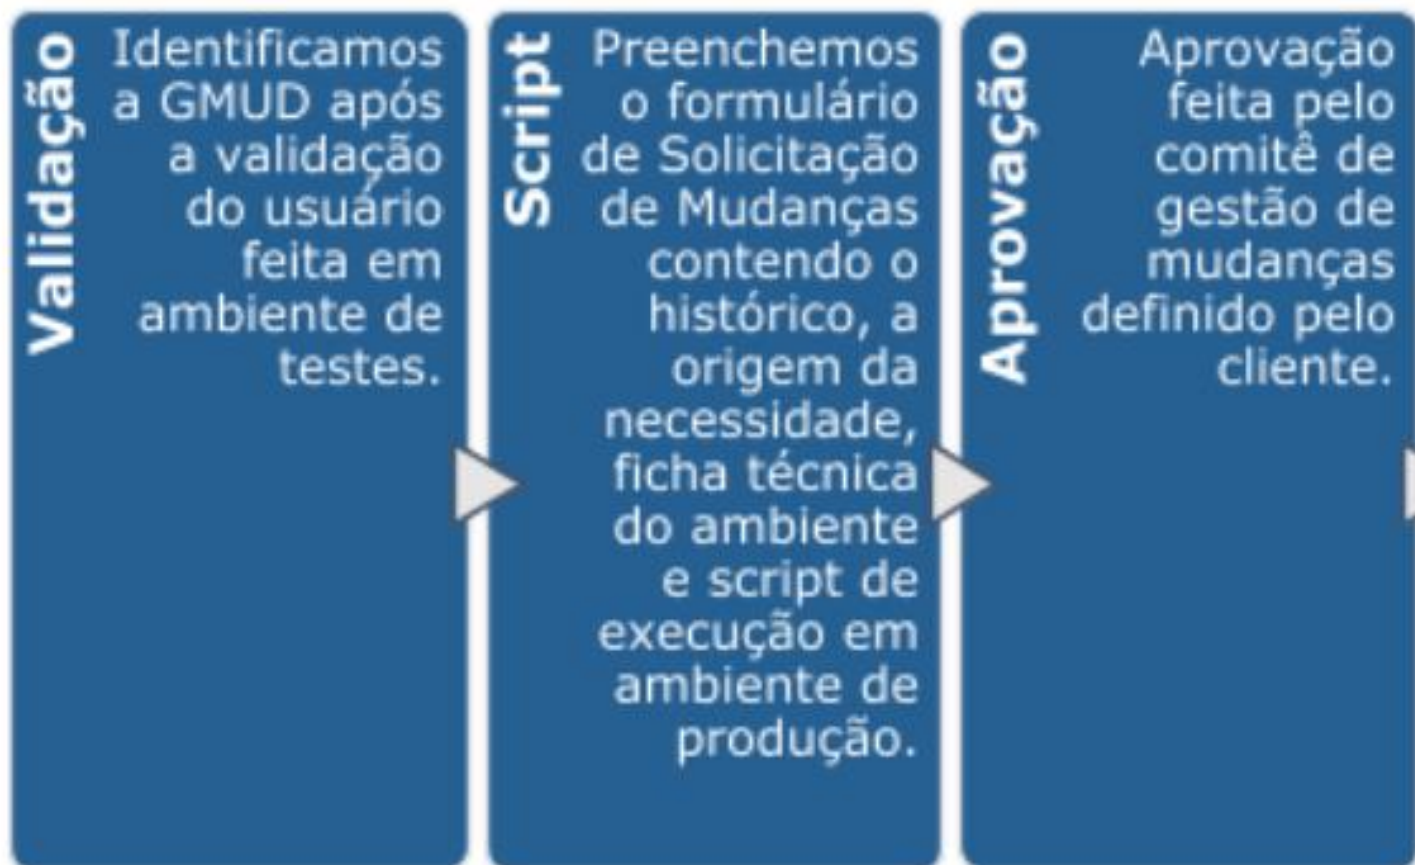 Validação
Identificamos
a GMUD após
a validação
do usuário
feita em
ambiente de
testes.
Script
Preenchemos
o formulário
de Solicitação
de Mudanças
contendo o
histórico, a
origem da
necessidade,
ficha técnica
do ambiente
e script de
execução em
ambiente de
produção.
Aprovação
Aprovação
feita pelo
comitê de
gestão de
mudanças
definido pelo
cliente.